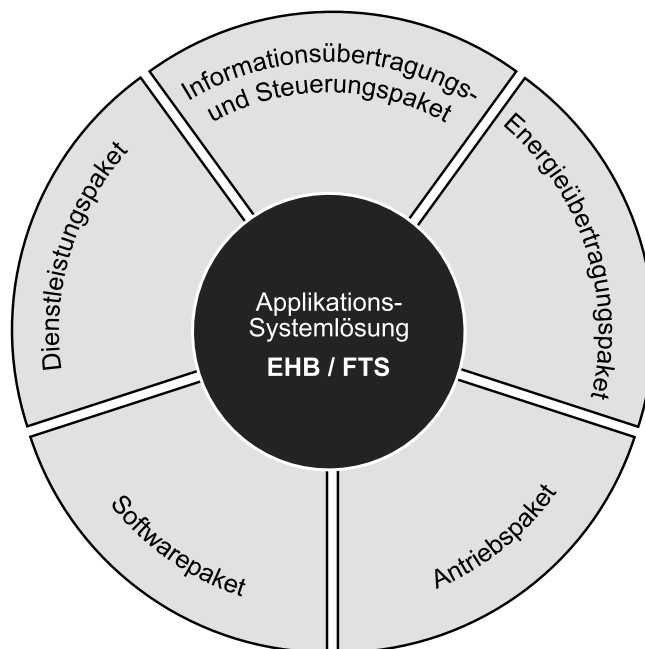 Informationsübertragungs-
und Steuerungspaket
Energieübertragungspaket
Dienstleistungspaket
Applikations-
Systemlösung
EHB / FTS
Softwarepaket
Antriebspaket